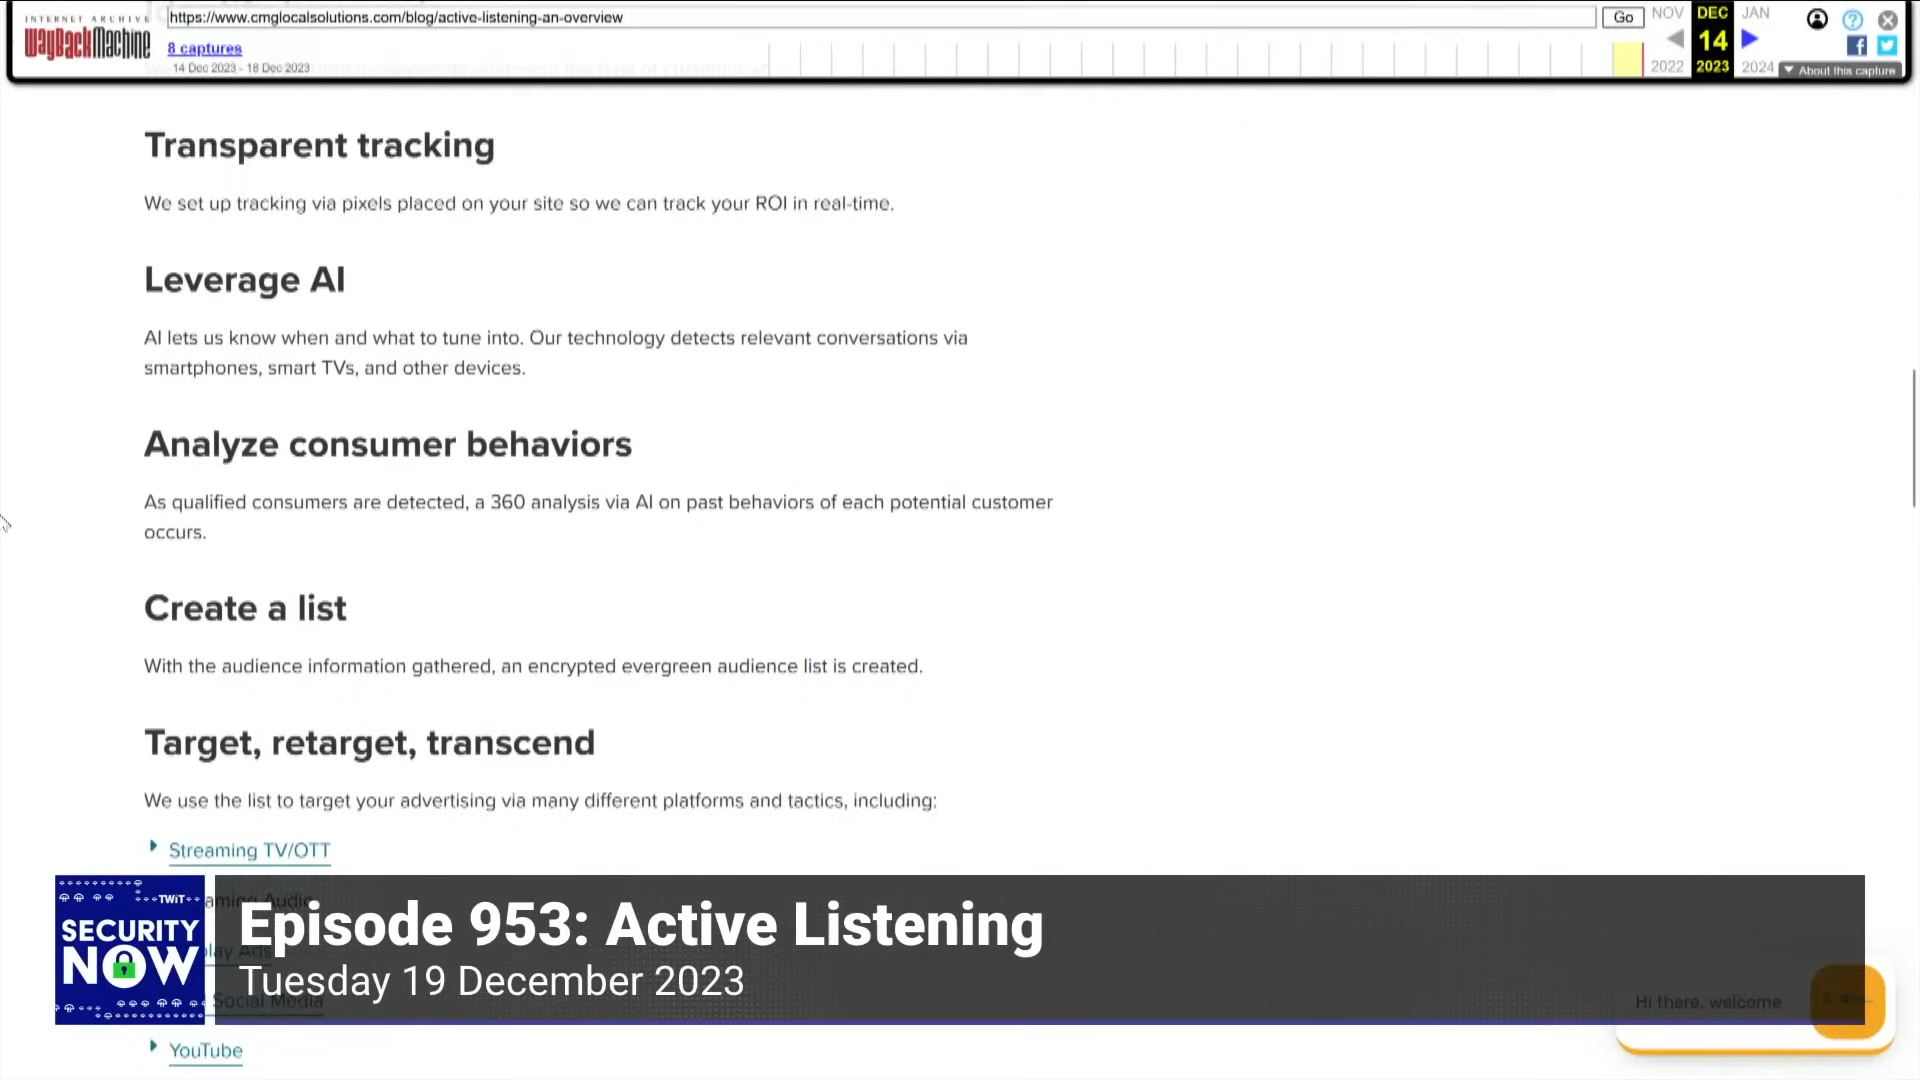 INTERNET ARCHIVE
WayBackMachine
https://www.cmglocalsolutions.com/blog/active-listening-an-overview
Go
NOV
DEC
JAN
8 captures
14
14 Dec 2023 - 18 Dec 2023
2022
2023
2024
About this capture
Transparent tracking
We set up tracking via pixels placed on your site so we can track your ROI in real-time.
Leverage AI
AI lets us know when and what to tune into. Our technology detects relevant conversations via
smartphones, smart TVs, and other devices.
Analyze consumer behaviors
As qualified consumers are detected, a 360 analysis via AI on past behaviors of each potential customer
occurs.
Create a list
With the audience information gathered, an encrypted evergreen audience list is created.
Target, retarget, transcend
We use the list to target your advertising via many different platforms and tactics, including:
Streaming TV/OTT
TWiT
SECURITY
NOW
Episode 953: Active Listening
Tuesday 19 December 2023
Social Media
Hi there, welcome
YouTube